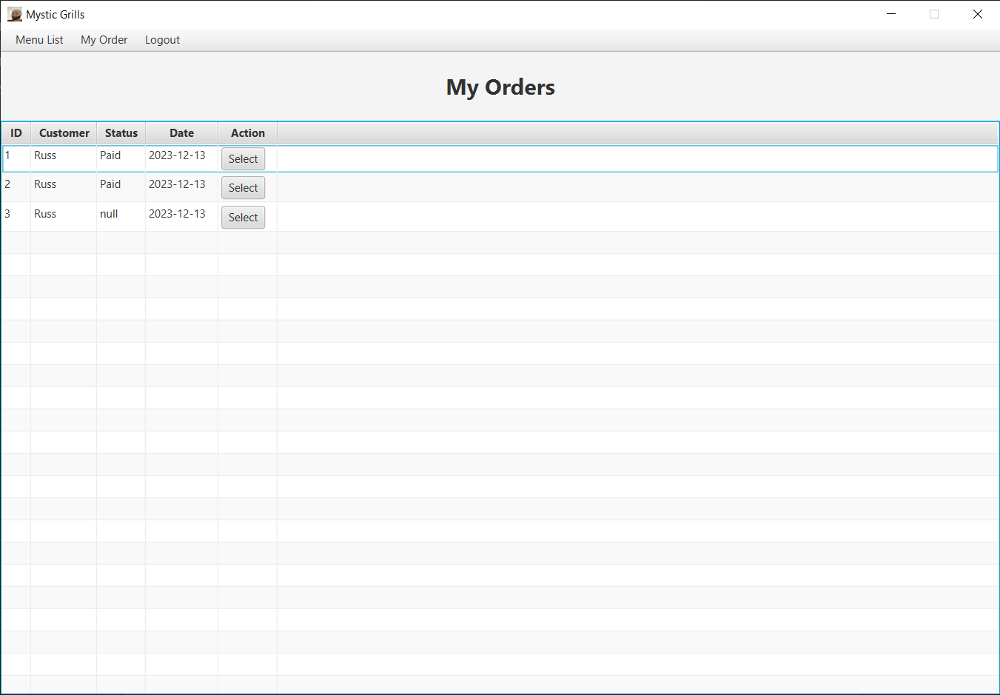 Mystic Grills
Menu List My Order Logout
My Orders
ID Customer Status Date Action
1 Russ Paid 2023-12-13 Select
2 Russ Paid 2023-12-13 Select
3 Russ null 2023-12-13 Select